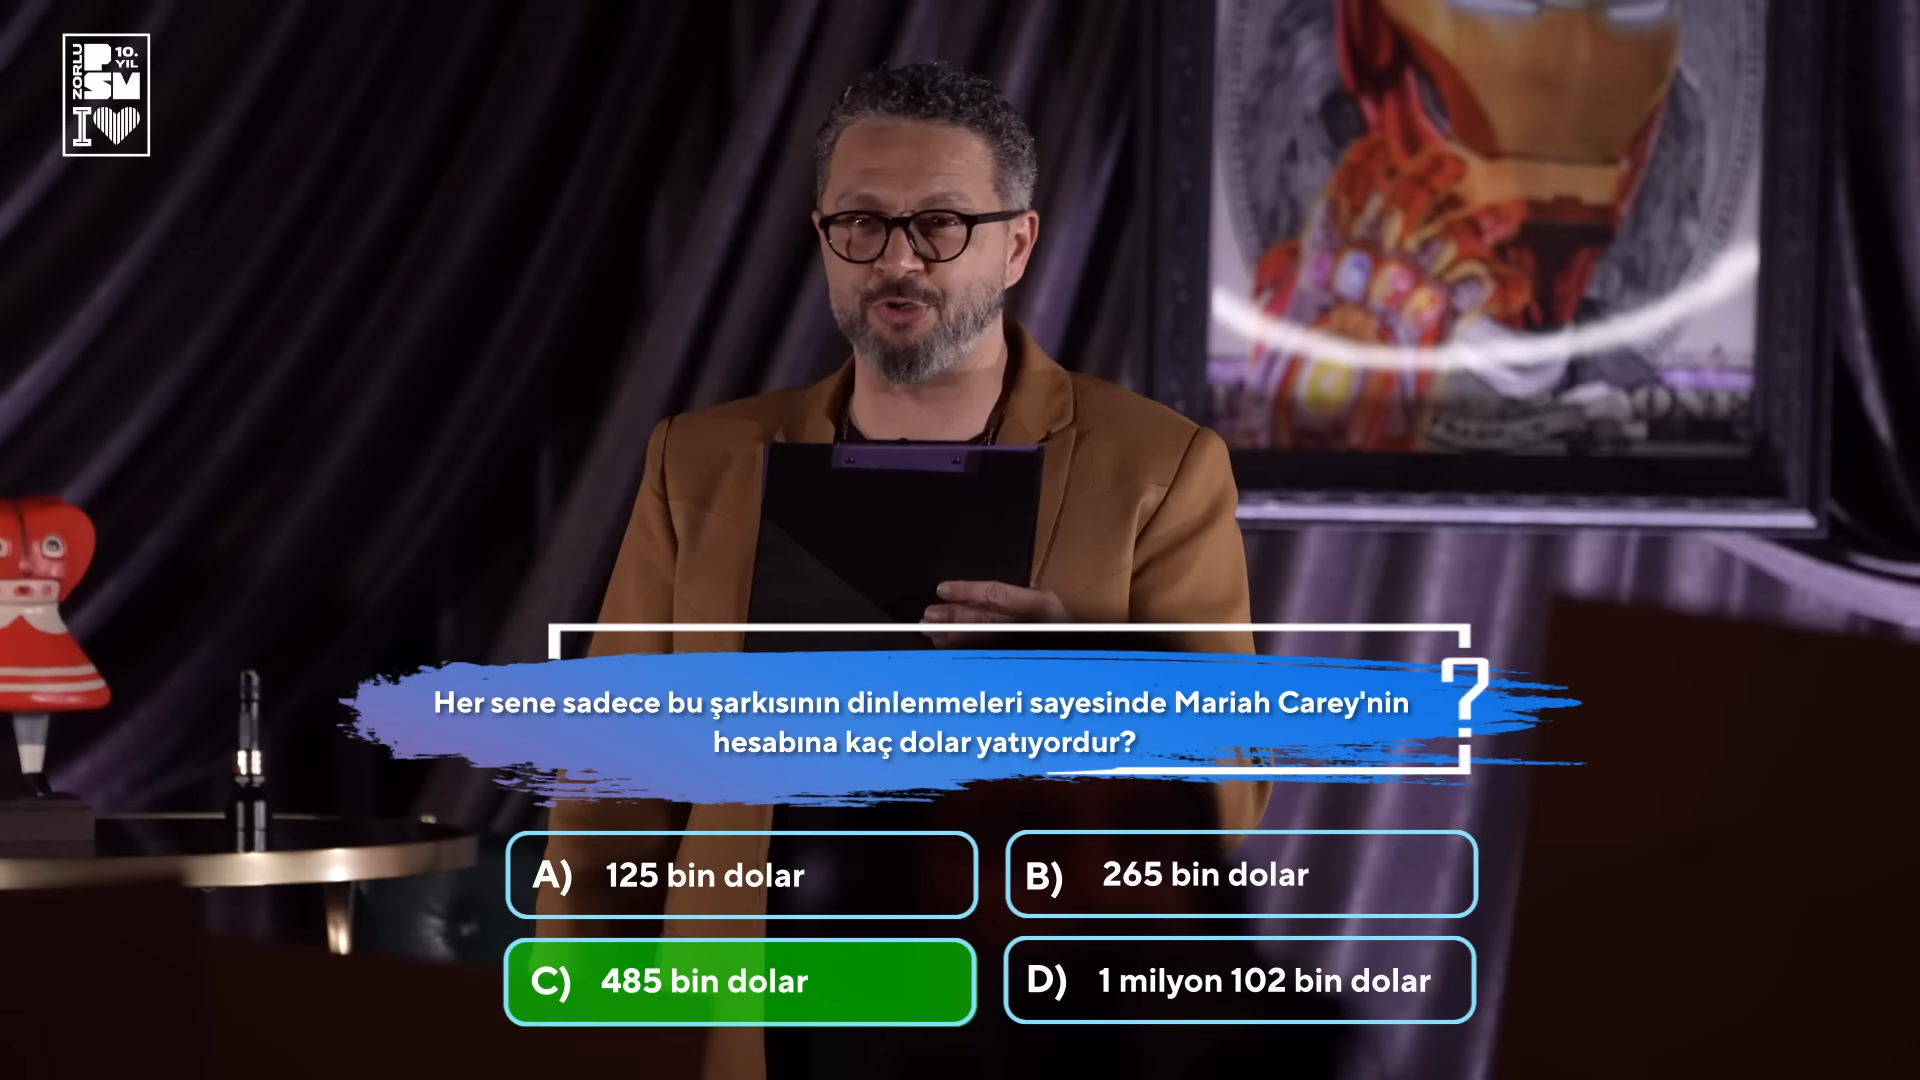 ZORLU
PSM
10.
YIL
I
Her sene sadece bu şarkısının dinlenmeleri sayesinde Mariah Carey'nin
hesabına kaç dolar yatıyordur?
?
A) 125 bin dolar
B) 265 bin dolar
C) 485 bin dolar
D) 1 milyon 102 bin dolar